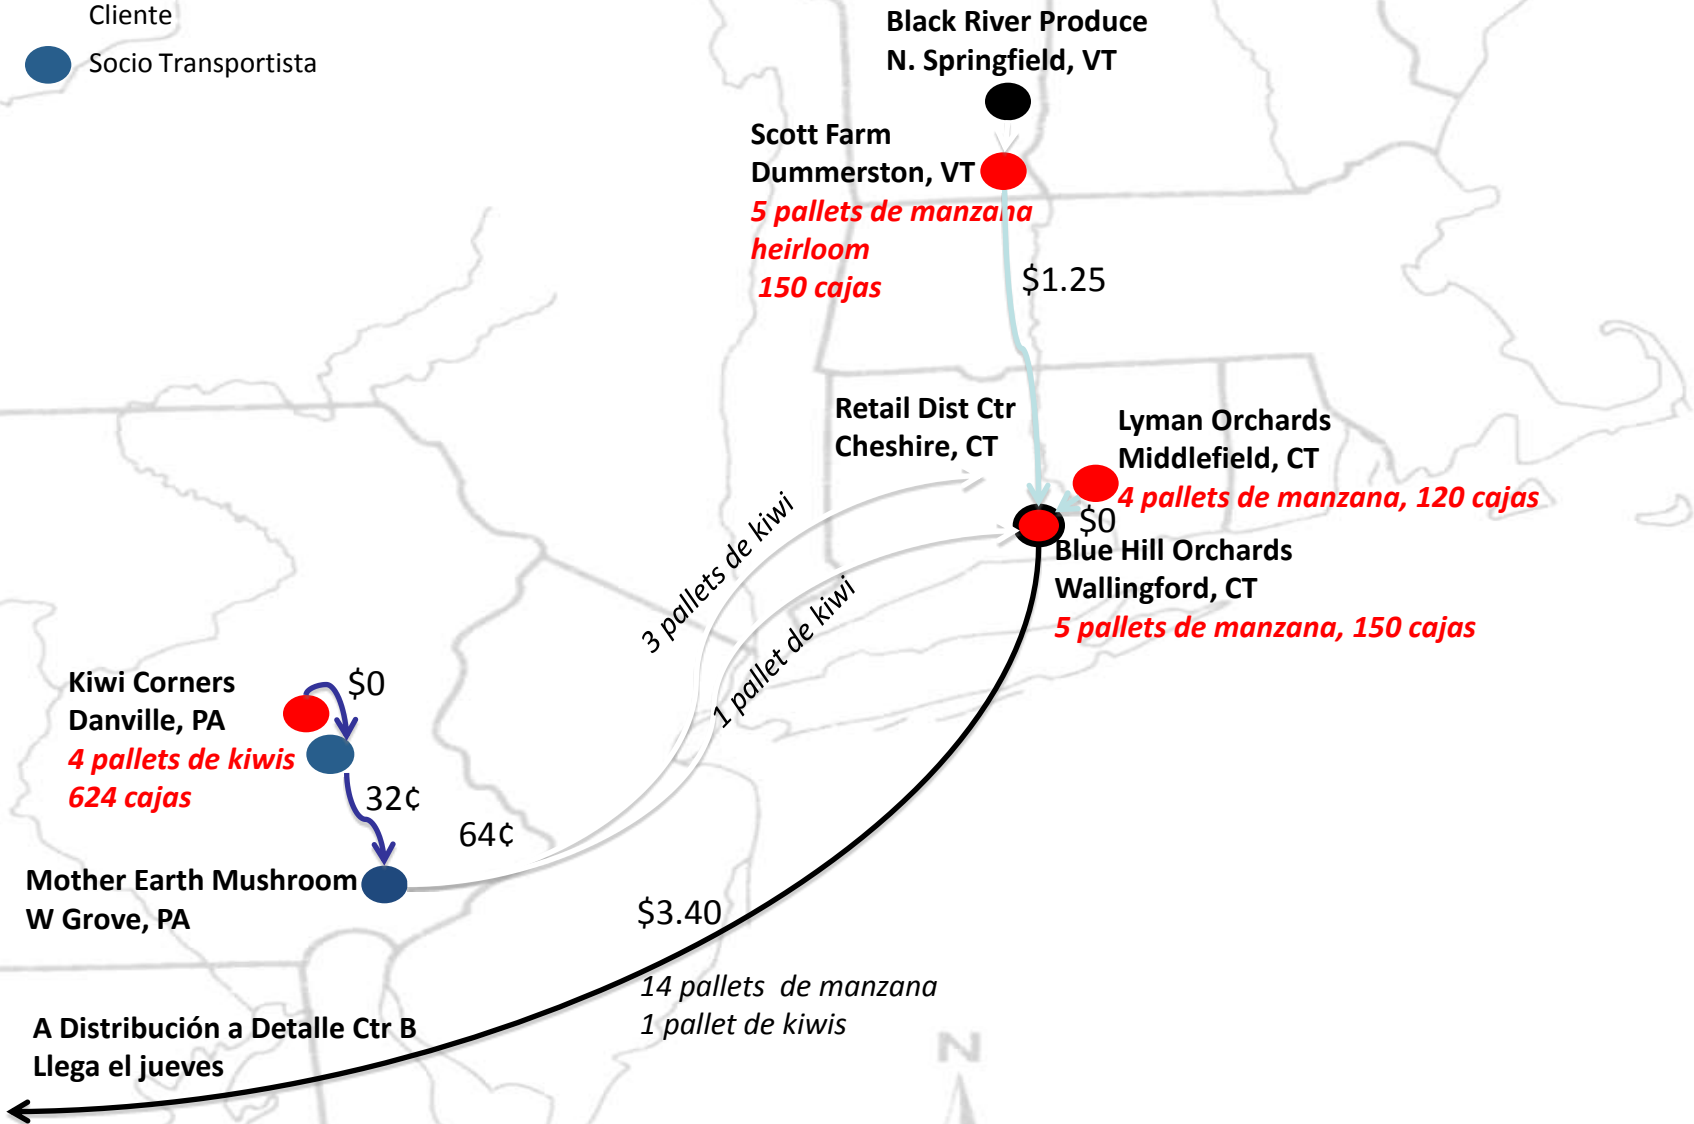 Cliente
Socio Transportista
Black River Produce
N. Springfield, VT
Scott Farm
Dummerston, VT
5 pallets de manzana
heirloom
150 cajas
$1.25
Retail Dist Ctr
Cheshire, CT
Lyman Orchards
Middlefield, CT
4 pallets de manzana, 120 cajas
$0
Blue Hill Orchards
Wallingford, CT
5 pallets de manzana, 150 cajas
3 pallets de kiwi
1 pallet de kiwi
Kiwi Corners
Danville, PA
4 pallets de kiwis
624 cajas
$0
32¢
64¢
Mother Earth Mushroom
W Grove, PA
$3.40
14 pallets  de manzana
1 pallet de kiwis
A Distribución a Detalle Ctr B
Llega el jueves
N